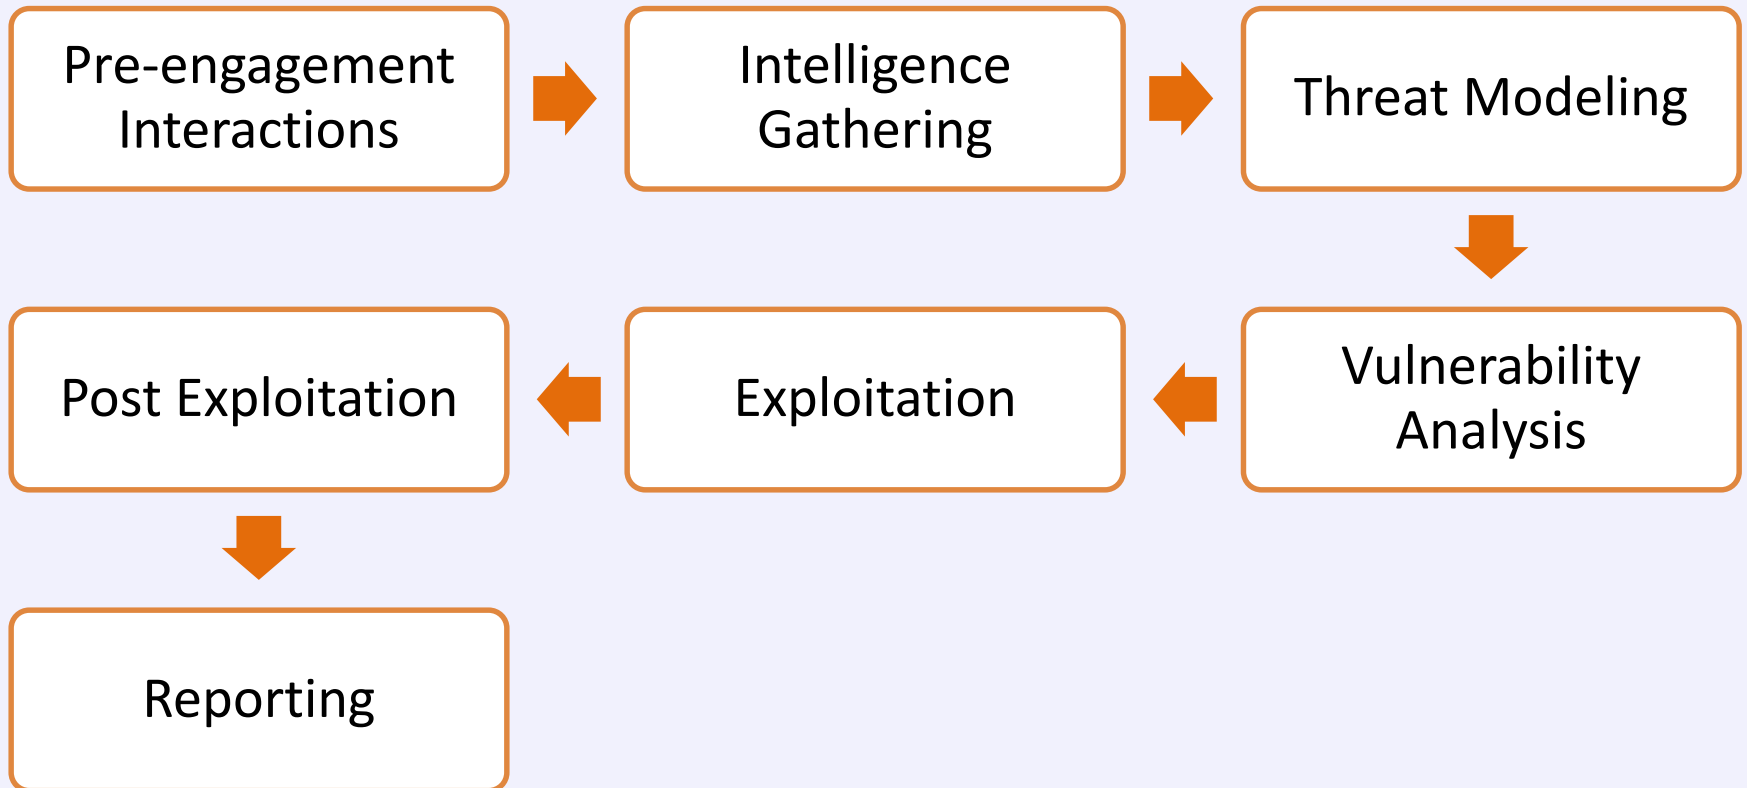 Pre-engagement
Interactions
Intelligence
Gathering
Threat Modeling
Vulnerability
Analysis
Exploitation
Post Exploitation
Reporting